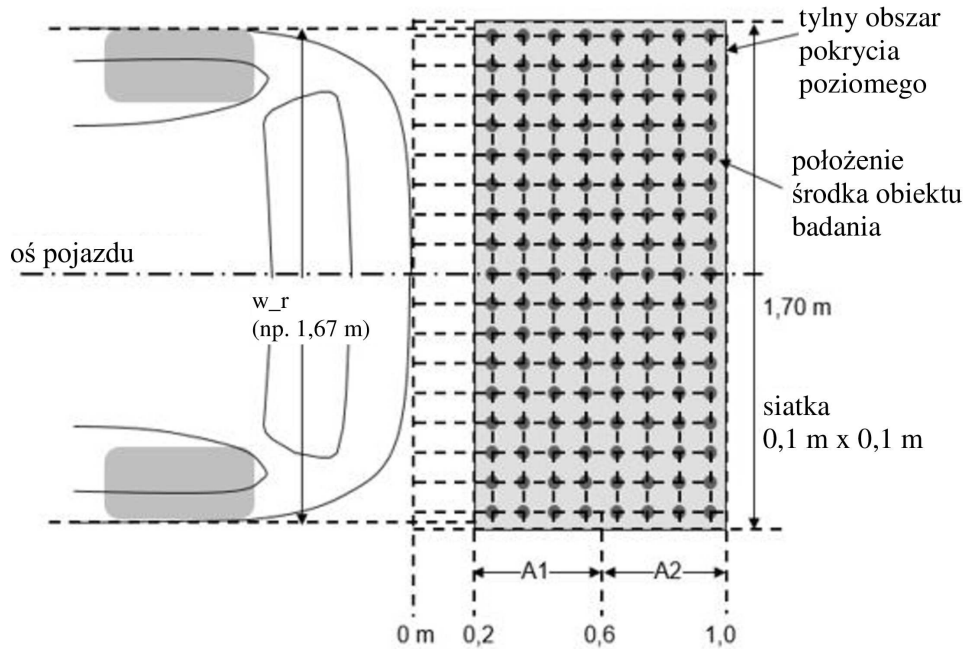 tylny obszar
pokrycia
poziomego
położenie
środka obiektu
badania
oś pojazdu
w_r
(np. 1,67 m)
1,70 m
siatka
0,1 m x 0,1 m
A1
A2
0 m
0,2
0,6
1,0